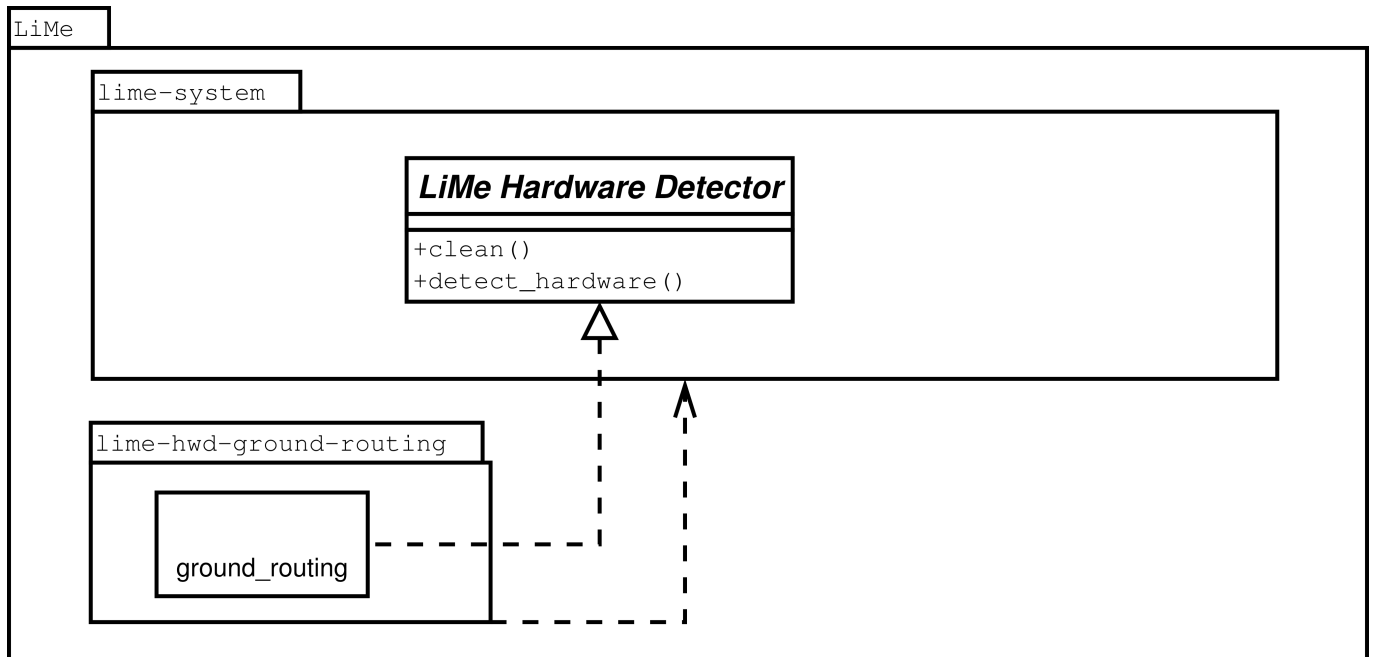 LiMe
lime-system
LiMe Hardware Detector
+clean()
+detect_hardware()
lime-hwd-ground-routing
ground_routing